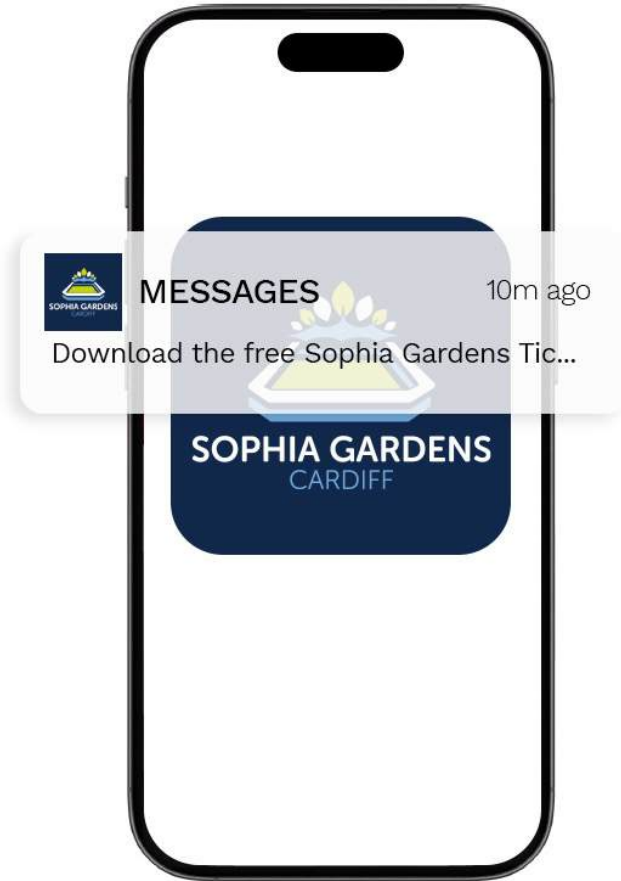 MESSAGES 10m ago
Download the free Sophia Gardens Tic...
SOPHIA GARDENS
CARDIFF
SOPHIA GARDENS
CARDIFF